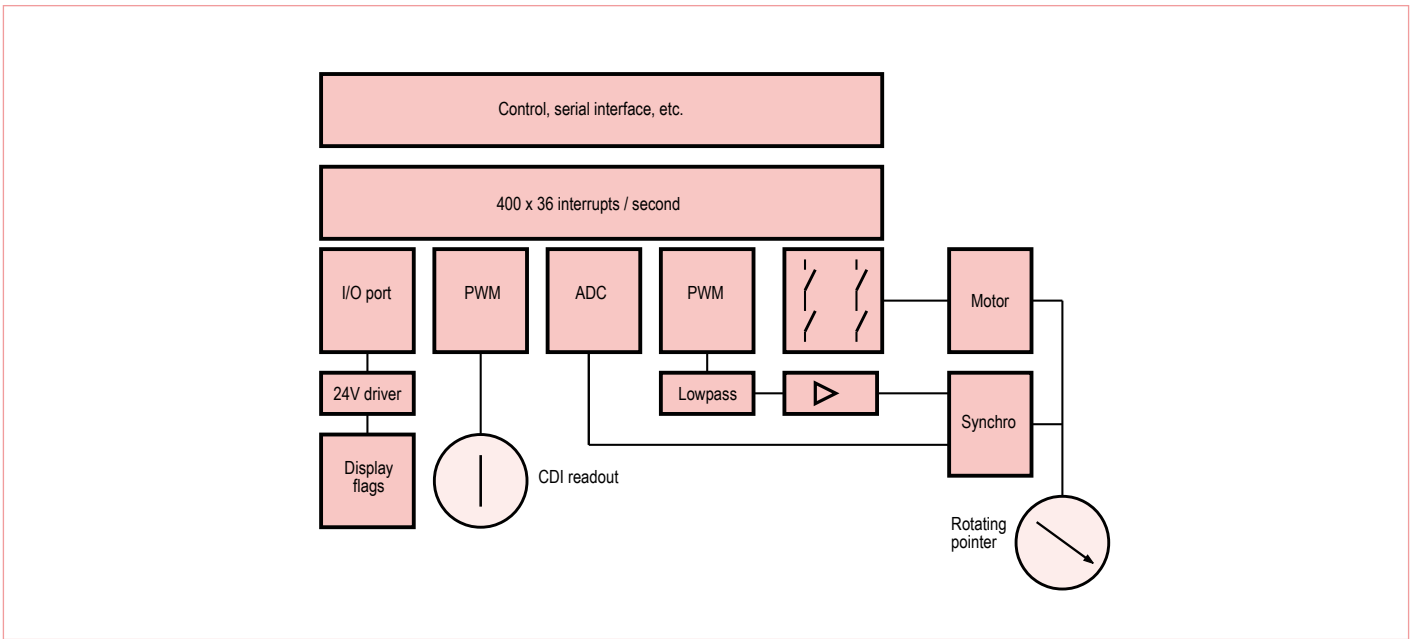 Control, serial interface, etc.
400 x 36 interrupts / second
I/O port
PWM
ADC
PWM
Motor
24V driver
Lowpass
Synchro
Display
flags
CDI readout
Rotating
pointer